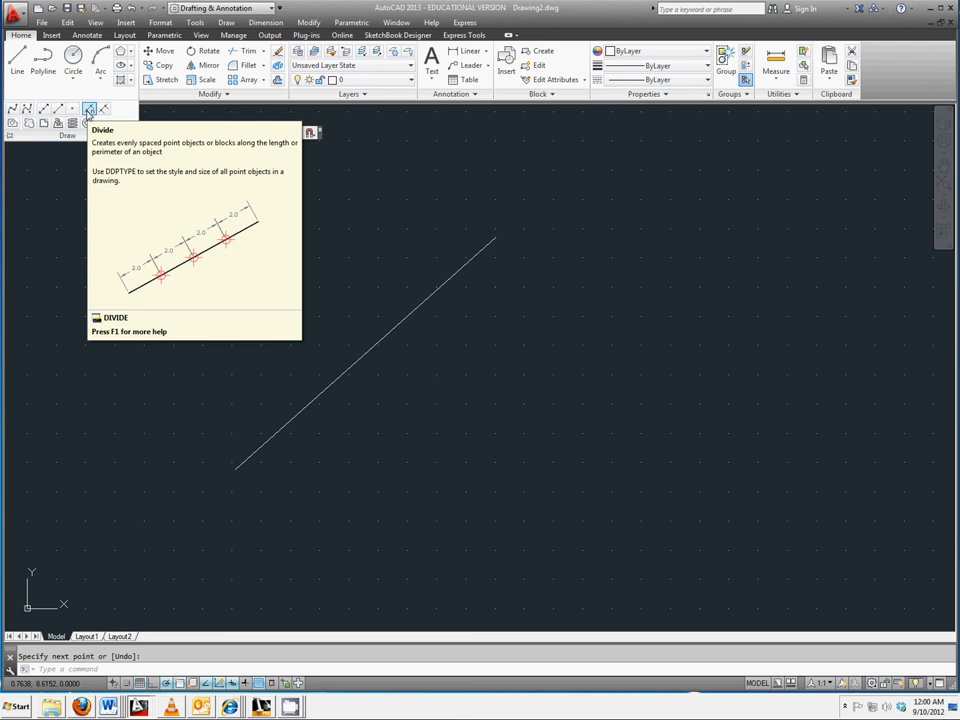 Drafting & Annotation
AutoCAD 2013 - EDUCATIONAL VERSION Drawing2.dwg
Type a keyword or phrase
Sign In
File Edit View Insert Format Tools Draw Dimension Modify Parametric Window Help Express
Home Insert Annotate Layout Parametric View Manage Output Plug-ins Online SketchBook Designer Express Tools
Line Polyline Circle Arc
Move Rotate Trim
Copy Mirror Fillet
Stretch Scale Array
Modify
Unsaved Layer State
0
Layers
Text
Linear
Leader
Table
Annotation
Insert
Create
Edit
Edit Attributes
Block
ByLayer
ByLayer
ByLayer
Properties
Group
Groups
Measure
Utilities
Paste
Clipboard
Draw
Divide
Creates evenly spaced point objects or blocks along the length or
perimeter of an object
Use DDPTYPE to set the style and size of all point objects in a
drawing.
2.0
2.0
2.0
2.0
DIVIDE
Press F1 for more help
Y
X
Model Layout1 Layout2
Specify next point or [Undo]:
Type a command
0.7638, 8.6152, 0.0000
MODEL
1:1
Start
12:00 AM
9/10/2012